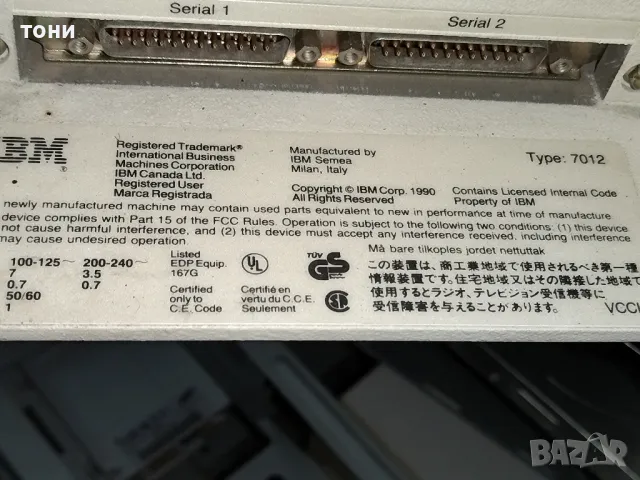 ТОНИ
Serial 1
Serial 2
IBM
Registered Trademark®
International Business
Machines Corporation
IBM Canada Ltd.
Registered User
Marca Registrada
Manufactured by
IBM Semea
Milan, Italy
Copyright © IBM Corp. 1990
All Rights Reserved
Type: 7012
Contains Licensed Internal Code
Property of IBM
newly manufactured machine may contain used parts equivalent to new in performance at time of manufacture
device complies with Part 15 of the FCC Rules. Operation is subject to the following two conditions: (1) this device
not cause harmful interference, and (2) this device must accept any interference received, including interference
may cause undesired operation.
Må bare tilkoples jordet nettuttak
100-125~ 200-240~
7 3.5
0.7 0.7
50/60
1
Listed
EDP Equip.
167G
UL
Certified
only to
C.E. Code
Certifié en
vertu du C.C.E.
Seulement
TÜV
GS
この装置は、商工業地域で使用されるべき第一種
情報装置です。住宅地域又はその隣接した地域で
使用するとラジオ、テレビジョン受信機等に
受信障害を与えることがあります。
VCCI
bazar